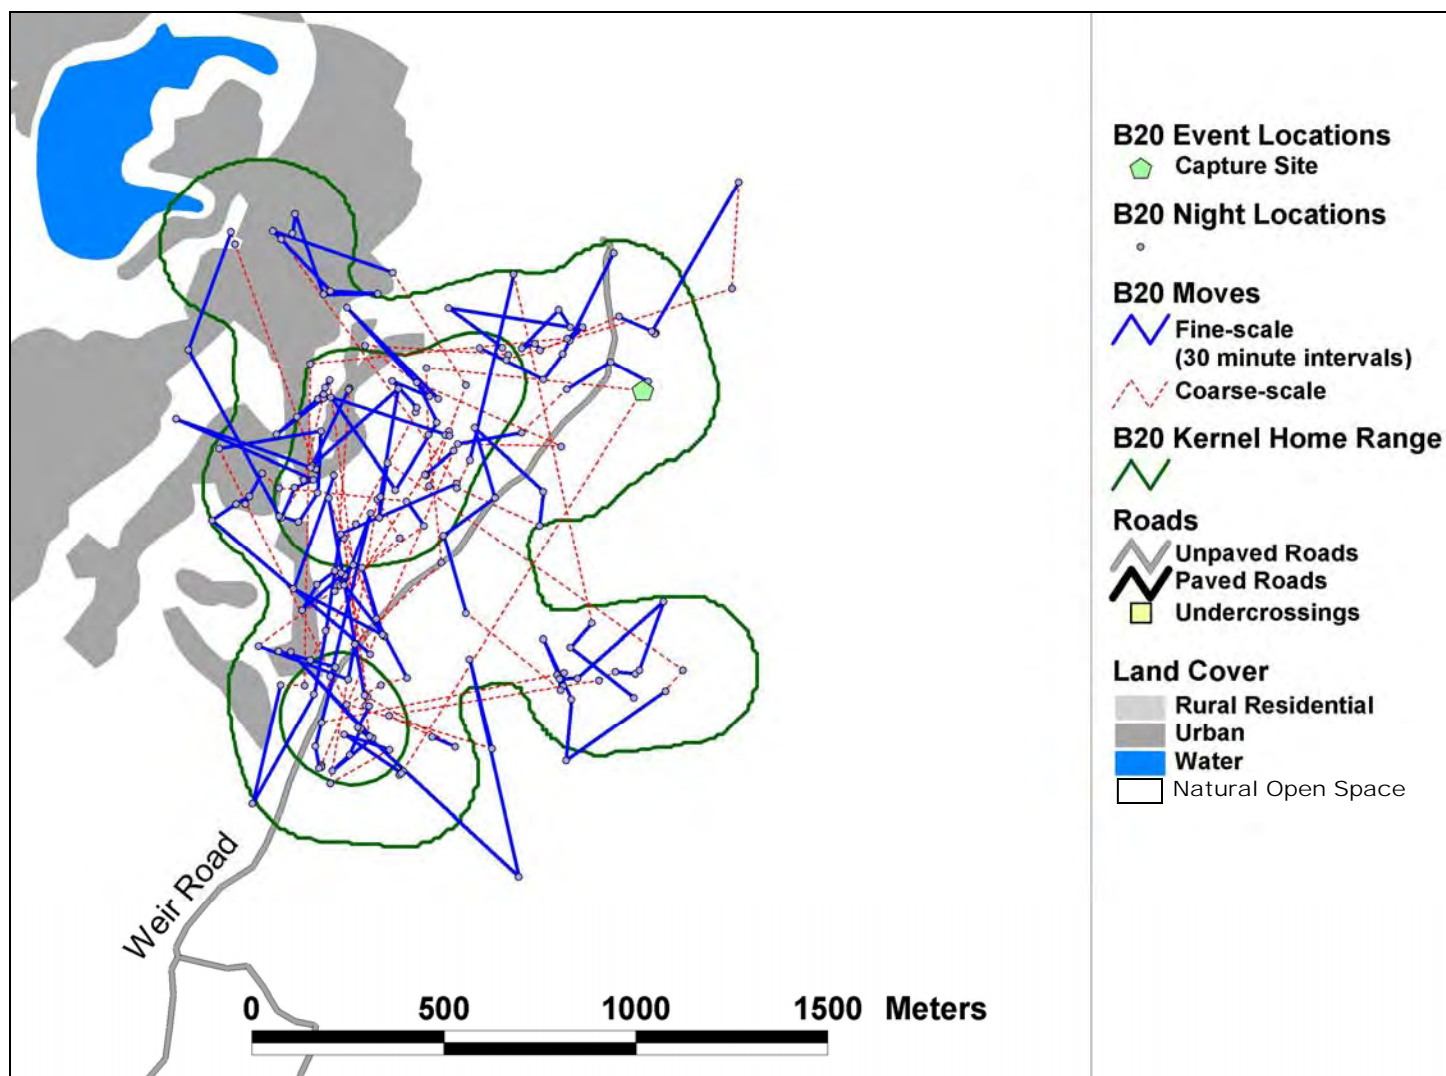 B20 Event Locations
Capture Site
B20 Night Locations
B20 Moves
Fine-scale
(30 minute intervals)
Coarse-scale
B20 Kernel Home Range
Roads
Unpaved Roads
Paved Roads
Undercrossings
Land Cover
Rural Residential
Urban
Water
Natural Open Space
Weir Road
0 500 1000 1500 Meters